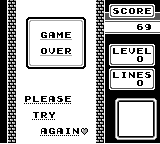 GAME
OVER
PLEASE
TRY
AGAIN♥
SCORE
69
LEVEL
0
LINES
0